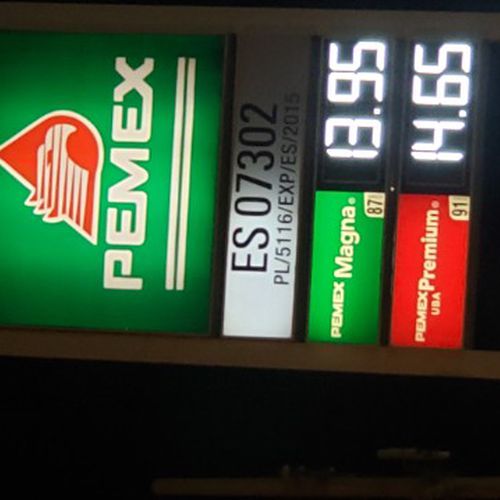 PEMEX
ES 07302
PL/5116/EXP/ES/2015
13.95
PEMEX Magna® 87
14.65
PEMEX Premium® 91
UBA